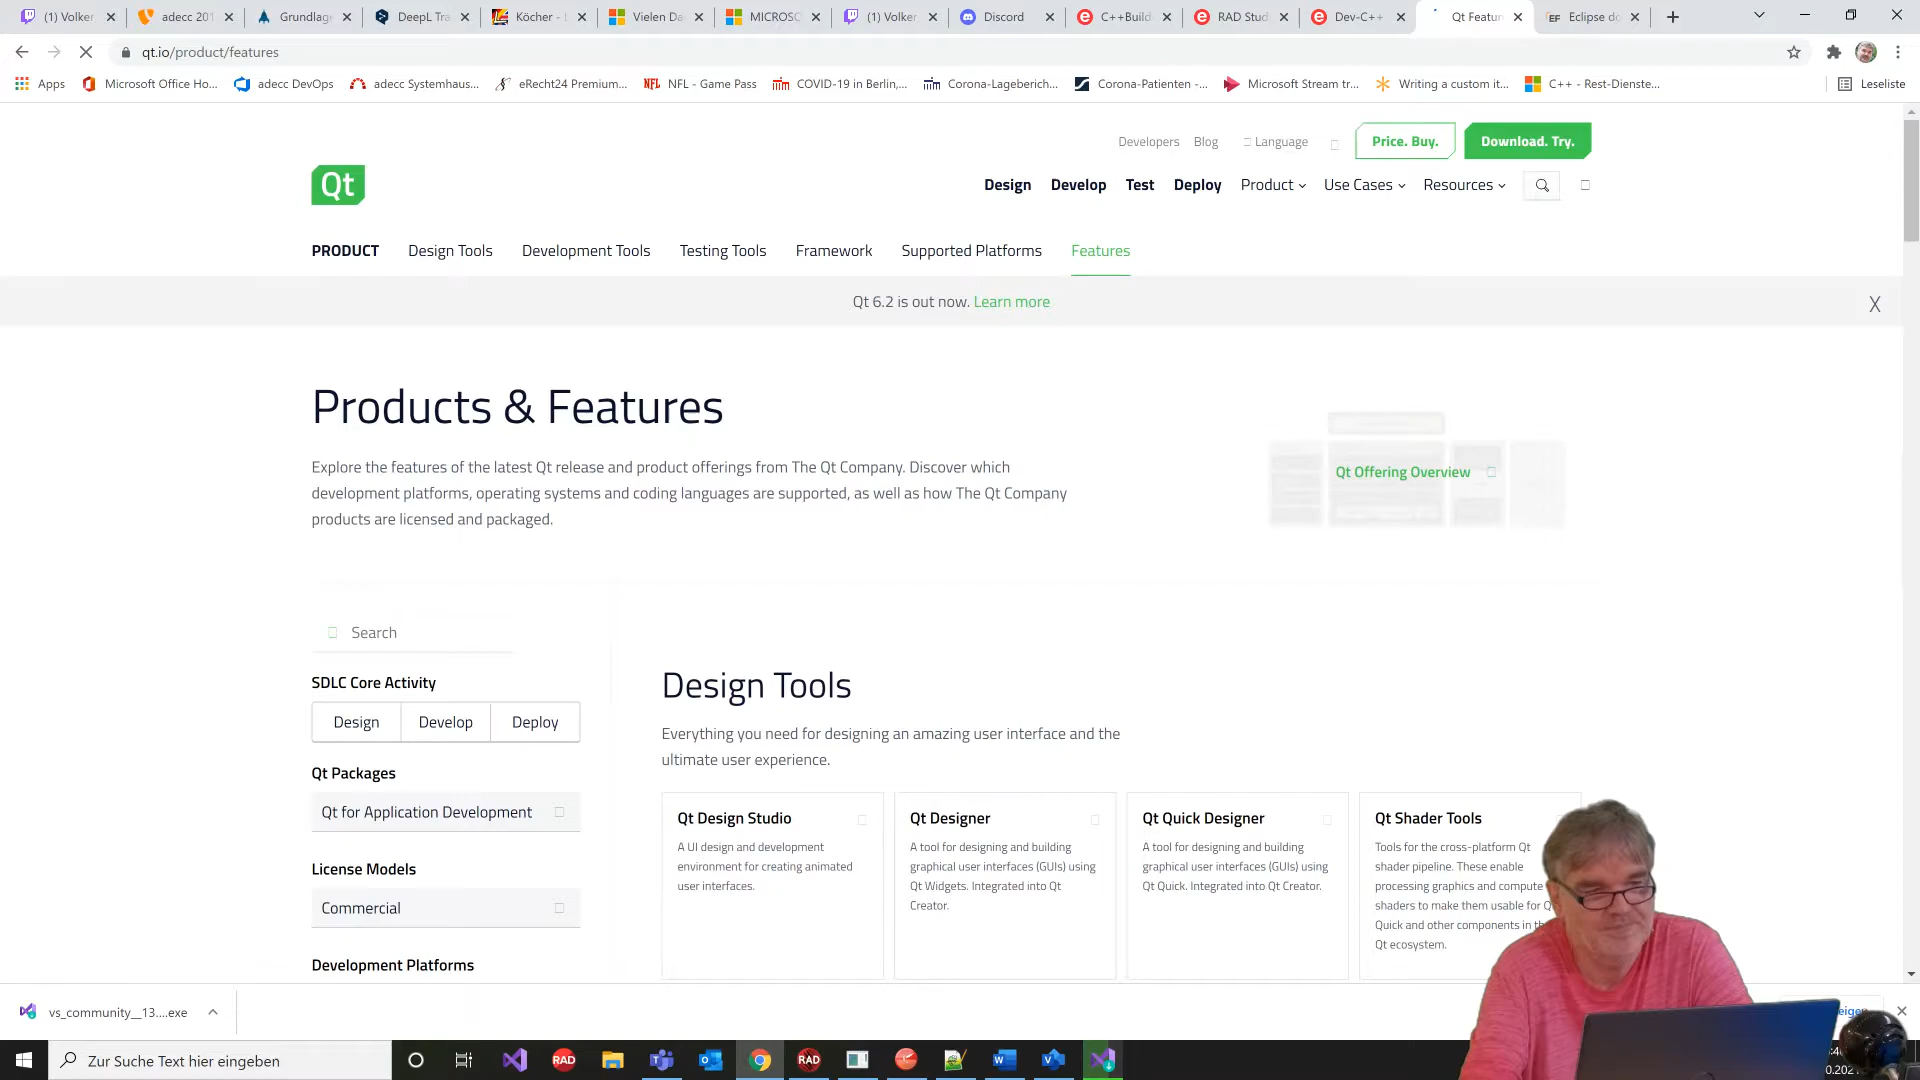 (1) Volker
adecc 201
Grundlag
DeepL Tra
Köcher - L
Vielen Da
MICROSO
(1) Volker
Discord
C++Build
RAD Stud
Dev-C++
Qt Featur
Eclipse do
qt.io/product/features
Apps
Microsoft Office Ho...
adecc DevOps
adecc Systemhaus...
eRecht24 Premium...
NFL - Game Pass
COVID-19 in Berlin,...
Corona-Lageberich...
Corona-Patienten -...
Microsoft Stream tr...
Writing a custom it...
C++ - Rest-Dienste...
Leseliste
Developers Blog Language
Price. Buy.
Download. Try.
Qt
Design Develop Test Deploy Product Use Cases Resources
PRODUCT Design Tools Development Tools Testing Tools Framework Supported Platforms Features
Qt 6.2 is out now. Learn more
X
Products & Features
Explore the features of the latest Qt release and product offerings from The Qt Company. Discover which
development platforms, operating systems and coding languages are supported, as well as how The Qt Company
products are licensed and packaged.
Qt Offering Overview
Search
SDLC Core Activity
Design Develop Deploy
Qt Packages
Qt for Application Development
License Models
Commercial
Development Platforms
Design Tools
Everything you need for designing an amazing user interface and the
ultimate user experience.
Qt Design Studio
A UI design and development
environment for creating animated
user interfaces.
Qt Designer
A tool for designing and building
graphical user interfaces (GUIs) using
Qt Widgets. Integrated into Qt
Creator.
Qt Quick Designer
A tool for designing and building
graphical user interfaces (GUIs) using
Qt Quick. Integrated into Qt Creator.
Qt Shader Tools
Tools for the cross-platform Qt
shader pipeline. These enable
processing graphics and compute
shaders to make them usable for Q
Quick and other components in th
Qt ecosystem.
vs_community__13....exe
Zur Suche Text hier eingeben
RAD
RAD